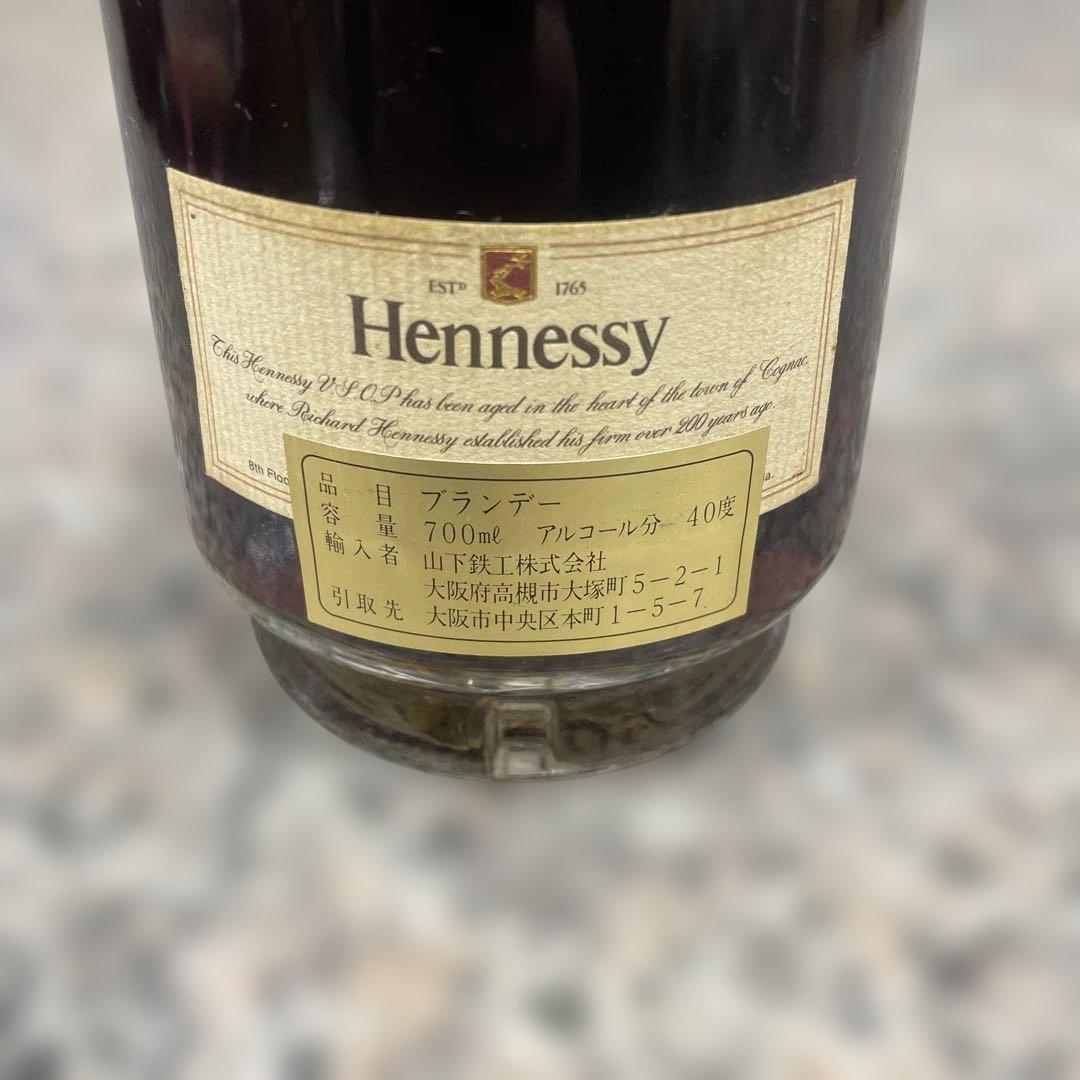 ESTD 1765
Hennessy
This Hennessy V.S.O.P has been aged in the heart of the town of Cognac,
where Richard Hennessy established his firm over 200 years ago.
8th
品目 ブランデー
容量 700ml アルコール分 40度
輸入者 山下鉄工株式会社
大阪府高槻市大塚町5-2-1
引取先 大阪市中央区本町1-5-7